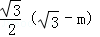 √3/2 (√3 − m)